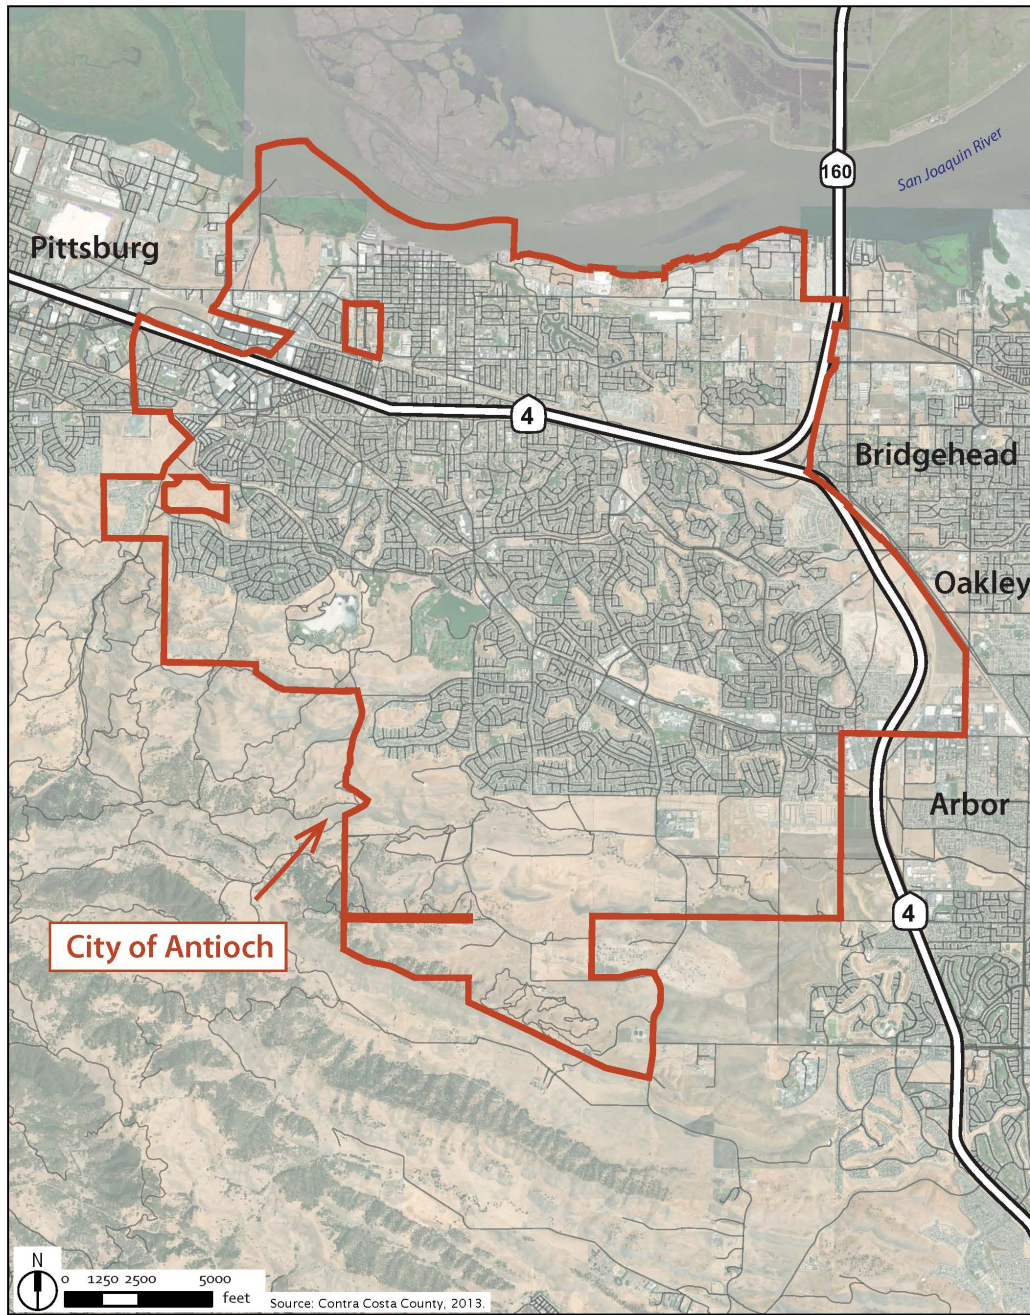 160
San Joaquin River
Pittsburg
4
Bridgehead
Oakley
Arbor
4
City of Antioch
N
0 1250 2500 5000
feet
Source: Contra Costa County, 2013.